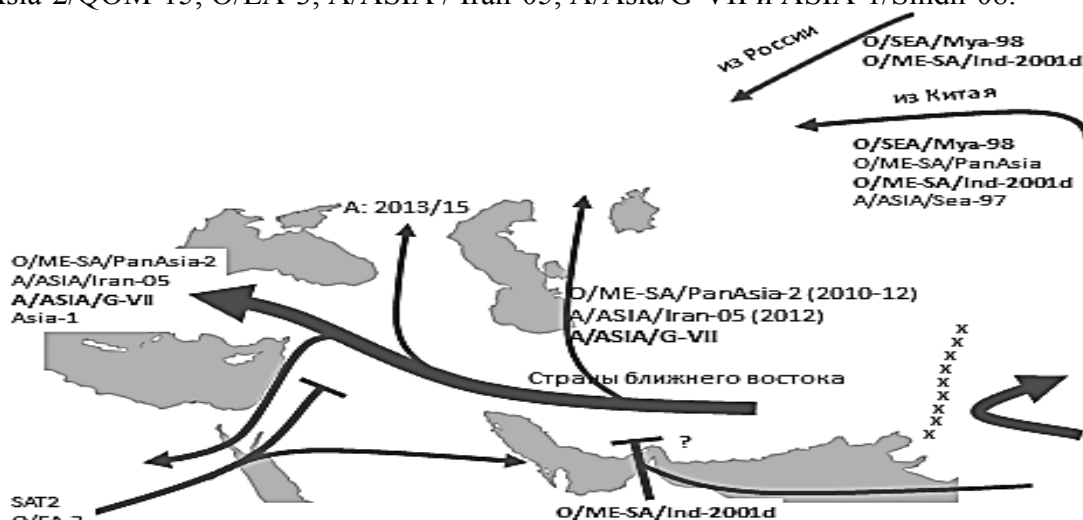 Asia-2/QOM-15, O/EA-3, A/ASIA / Iran-05, A/Asia/G-VII и ASIA-1/Sindh-08.
из России
O/SEA/Mya-98
O/ME-SA/Ind-2001d
из Китая
O/SEA/Mya-98
O/ME-SA/PanAsia
O/ME-SA/Ind-2001d
A/ASIA/Sea-97
A: 2013/15
O/ME-SA/PanAsia-2
A/ASIA/Iran-05
A/ASIA/G-VII
Asia-1
O/ME-SA/PanAsia-2 (2010-12)
A/ASIA/Iran-05 (2012)
A/ASIA/G-VII
Страны ближнего востока
x
x
x
x
x
x
x
x
x
?
SAT2
O/EA-3
O/ME-SA/Ind-2001d